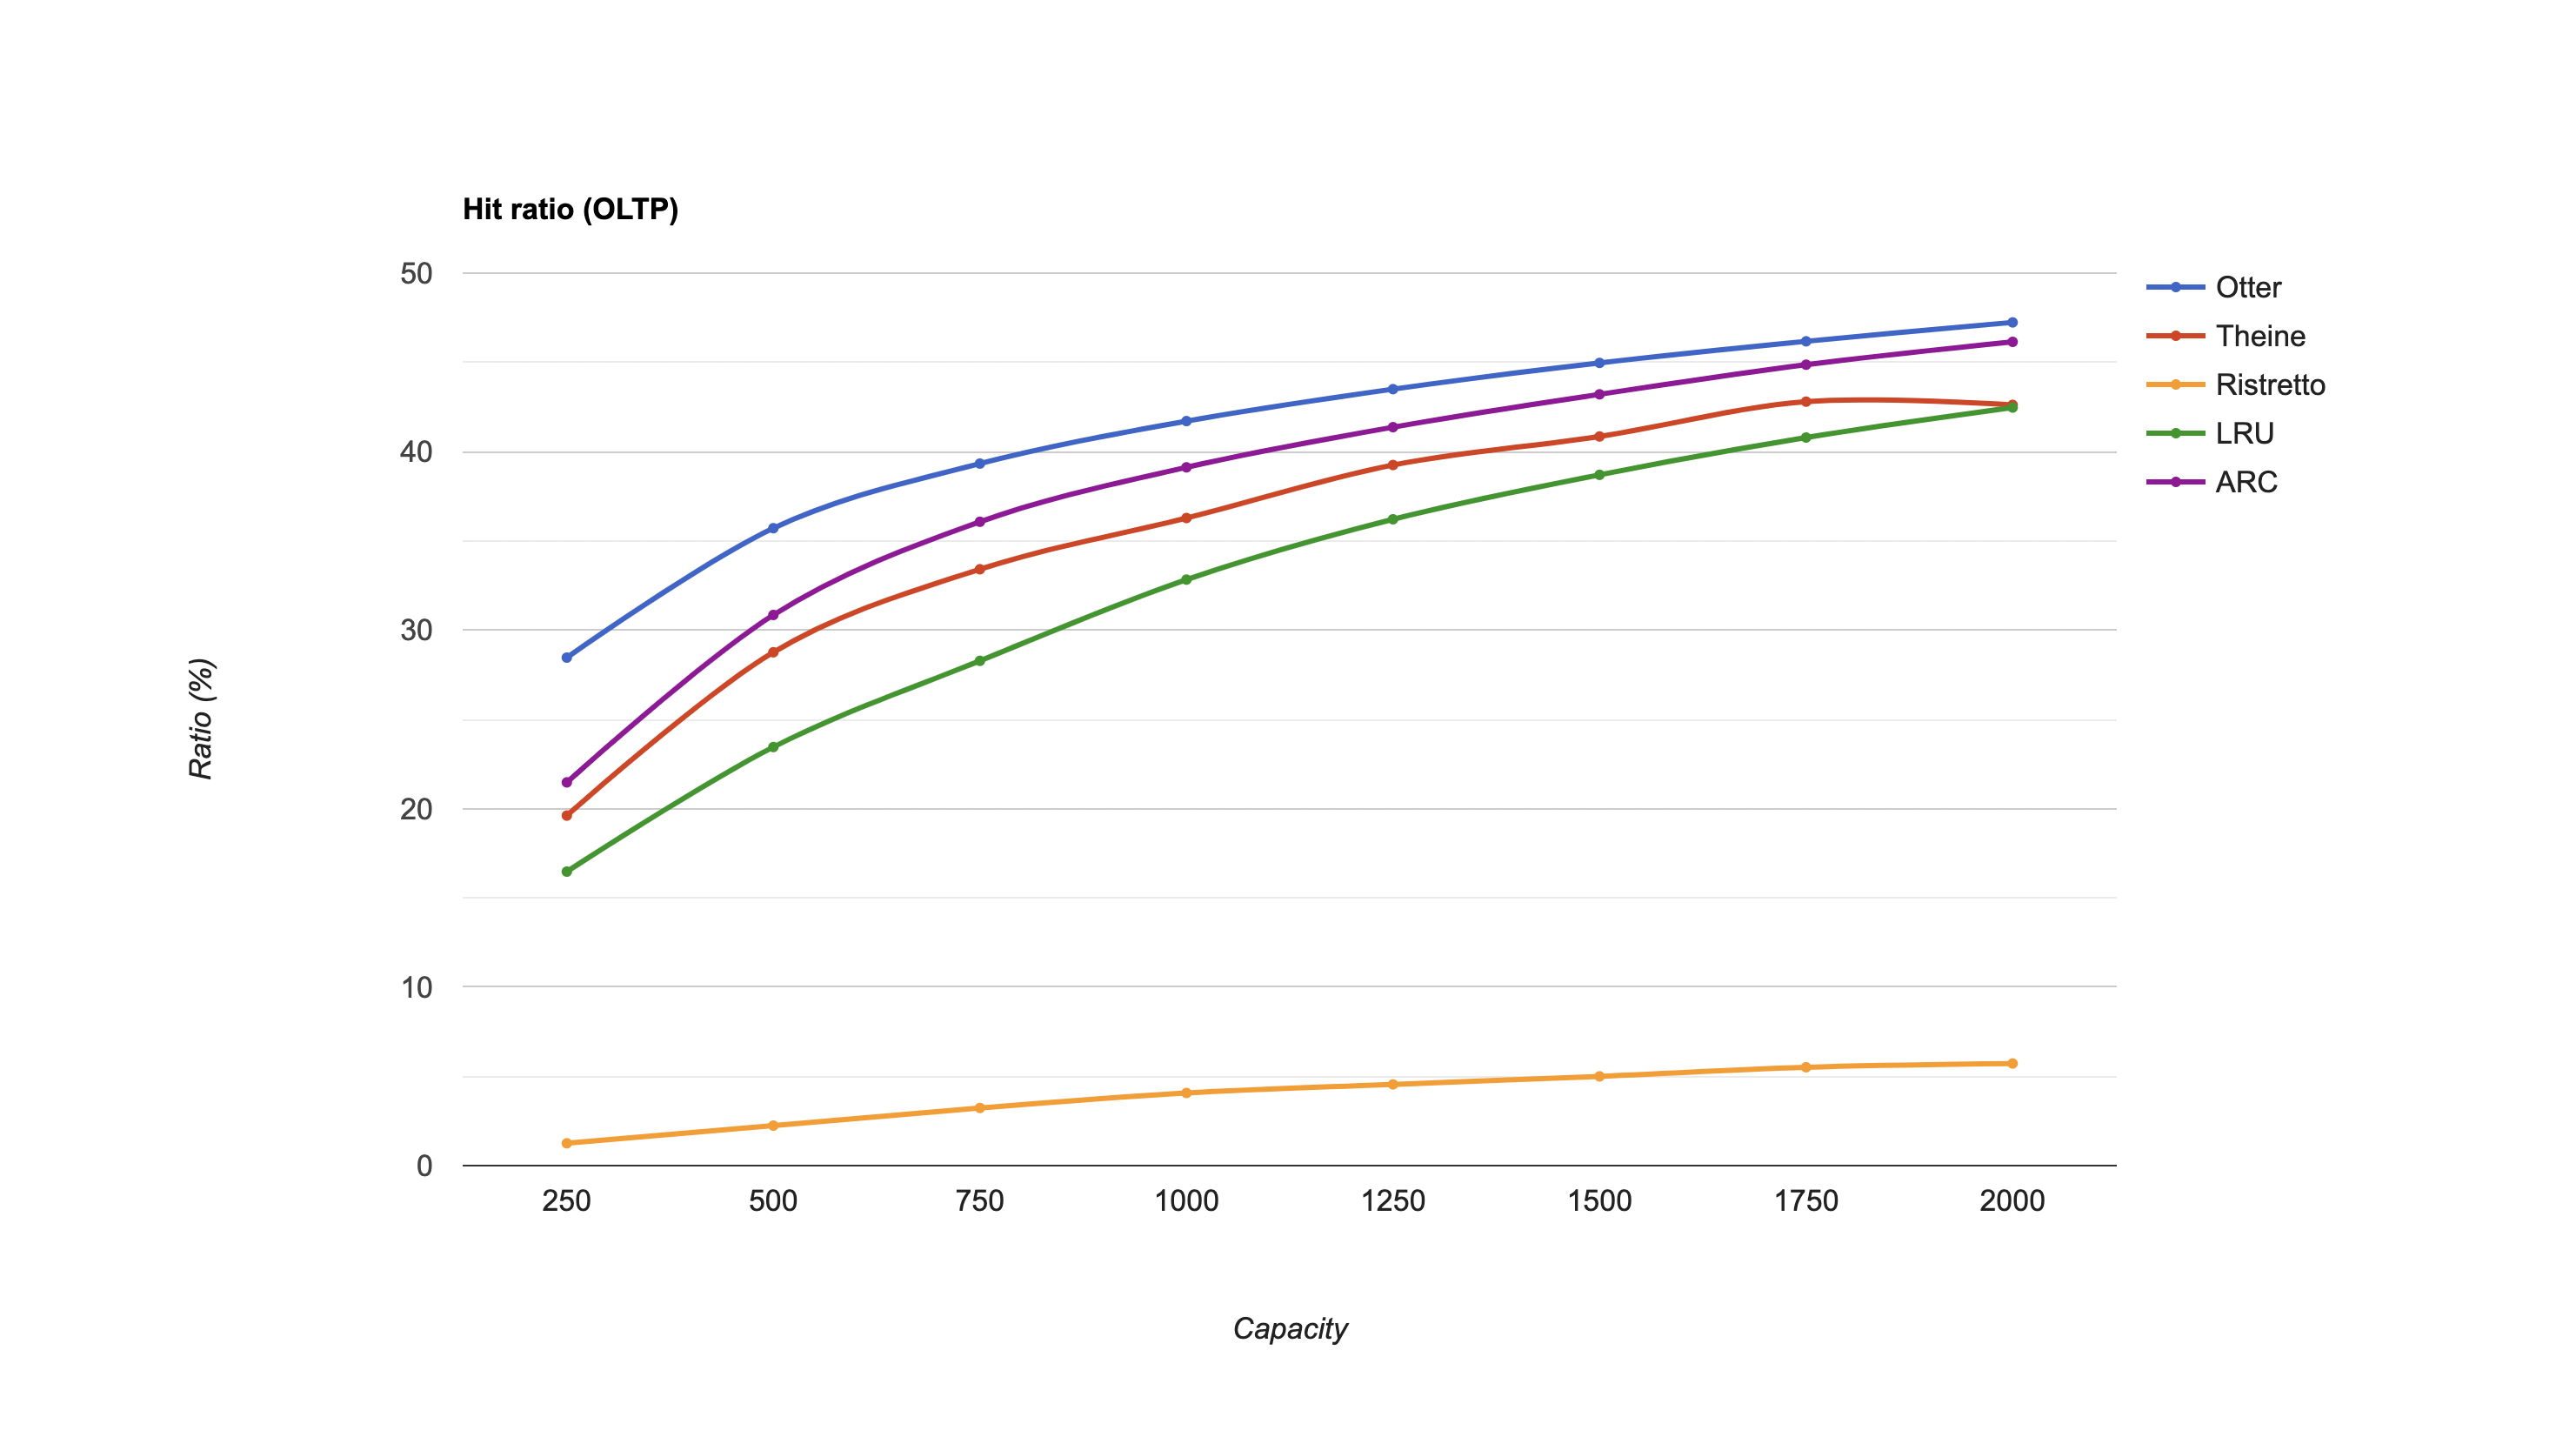 Hit ratio (OLTP)
50
40
30
20
10
0
Ratio (%)
250 500 750 1000 1250 1500 1750 2000
Capacity
Otter
Theine
Ristretto
LRU
ARC